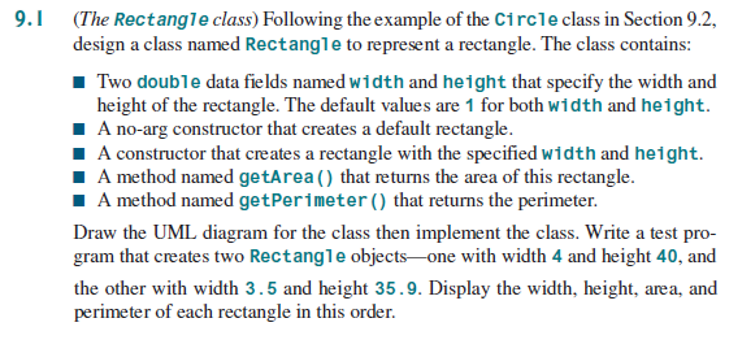 9.1 (The Rectangle class) Following the example of the Circle class in Section 9.2,
design a class named Rectangle to represent a rectangle. The class contains:
■ Two double data fields named width and height that specify the width and
height of the rectangle. The default values are 1 for both width and height.
■ A no-arg constructor that creates a default rectangle.
■ A constructor that creates a rectangle with the specified width and height.
■ A method named getArea() that returns the area of this rectangle.
■ A method named getPerimeter() that returns the perimeter.
Draw the UML diagram for the class then implement the class. Write a test pro-
gram that creates two Rectangle objects—one with width 4 and height 40, and
the other with width 3.5 and height 35.9. Display the width, height, area, and
perimeter of each rectangle in this order.